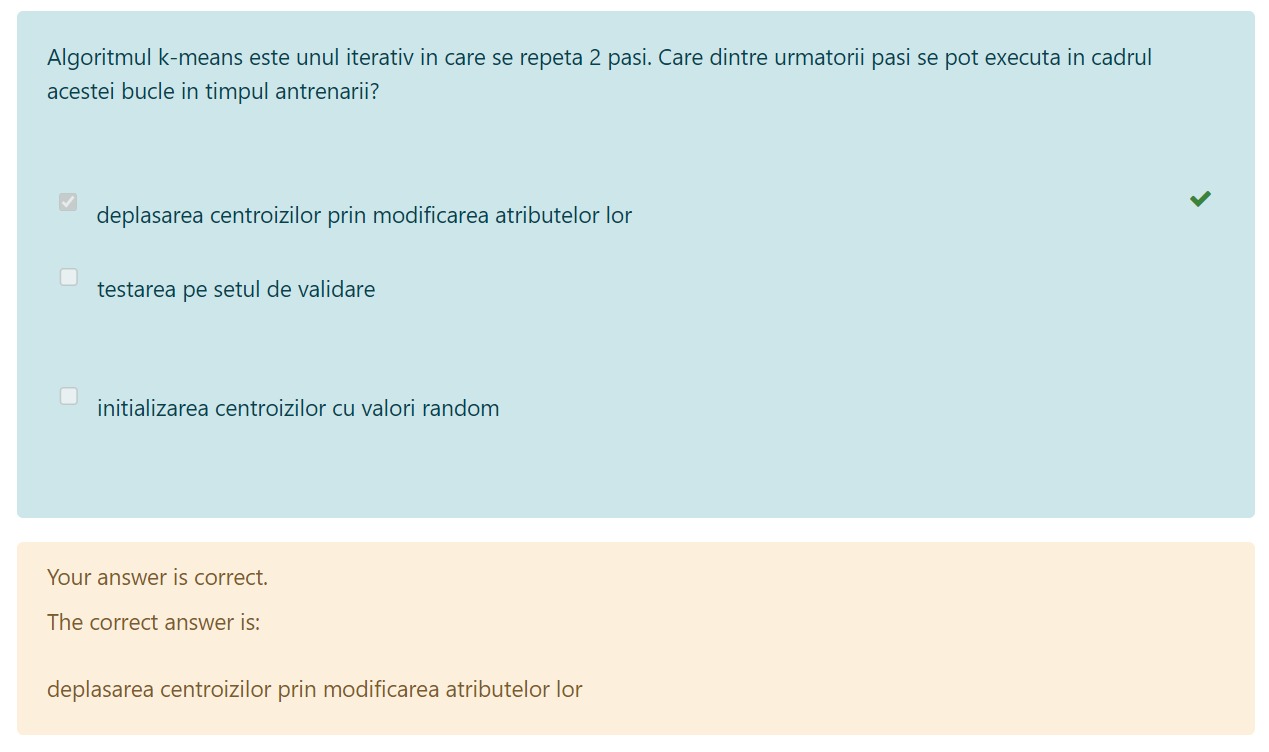 Algoritmul k-means este unul iterativ in care se repeta 2 pasi. Care dintre urmatorii pasi se pot executa in cadrul
acestei bucle in timpul antrenarii?
deplasarea centroizilor prin modificarea atributelor lor
testarea pe setul de validare
initializarea centroizilor cu valori random
Your answer is correct.
The correct answer is:
deplasarea centroizilor prin modificarea atributelor lor